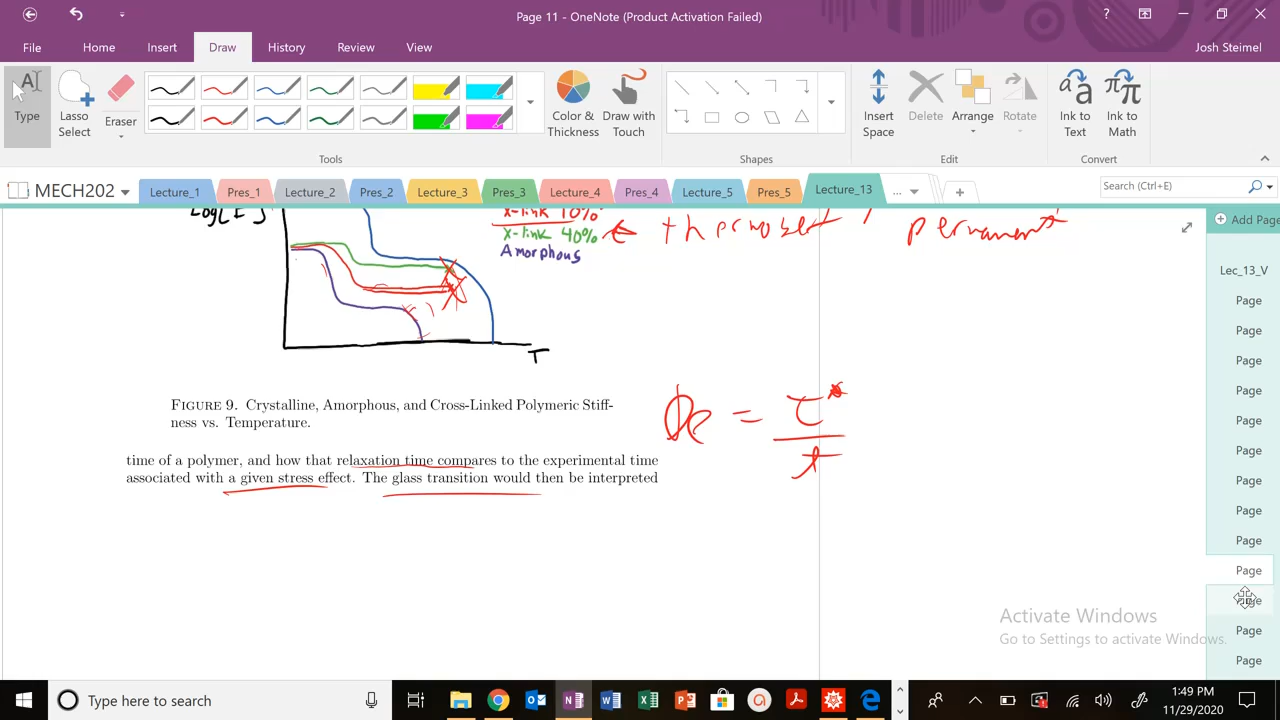 Page 11 - OneNote (Product Activation Failed)
?
File
Home
Insert
Draw
History
Review
View
Josh Steimel
Type
Lasso Select
Eraser
Color & Thickness
Draw with Touch
Insert Space
Delete
Arrange
Rotate
Ink to Text
Ink to Math
Tools
Shapes
Edit
Convert
MECH202
Lecture_1
Pres_1
Lecture_2
Pres_2
Lecture_3
Pres_3
Lecture_4
Pres_4
Lecture_5
Pres_5
Lecture_13
...
Search (Ctrl+E)
Add Page
Lec_13_V
Page
Page
Page
Page
Page
Page
Page
Page
Page
Page
Page
Page
Page
Log[E]
x-link 10%
x-link 40%
Amorphous
thermoset
permanent
T
FIGURE 9. Crystalline, Amorphous, and Cross-Linked Polymeric Stiff-
ness vs. Temperature.
De = τ* / t
time of a polymer, and how that relaxation time compares to the experimental time
associated with a given stress effect. The glass transition would then be interpreted
Activate Windows
Go to Settings to activate Windows.
Type here to search
1:49 PM
11/29/2020